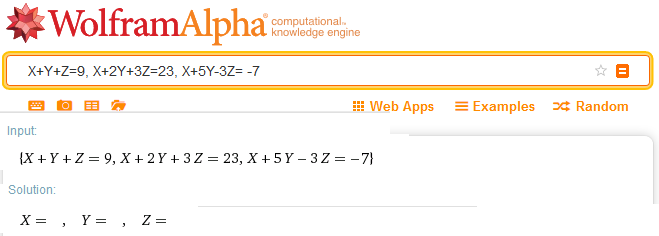 WolframAlpha computational knowledge engine
X+Y+Z=9, X+2Y+3Z=23, X+5Y-3Z= -7
Web Apps Examples Random
Input:
{X + Y + Z = 9, X + 2 Y + 3 Z = 23, X + 5 Y − 3 Z = −7}
Solution:
X = , Y = , Z =